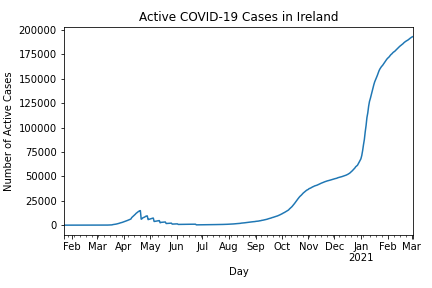 Active COVID-19 Cases in Ireland
200000
175000
150000
125000
100000
75000
50000
25000
0
Number of Active Cases
Feb Mar Apr May Jun Jul Aug Sep Oct Nov Dec Jan Feb Mar
2021
Day